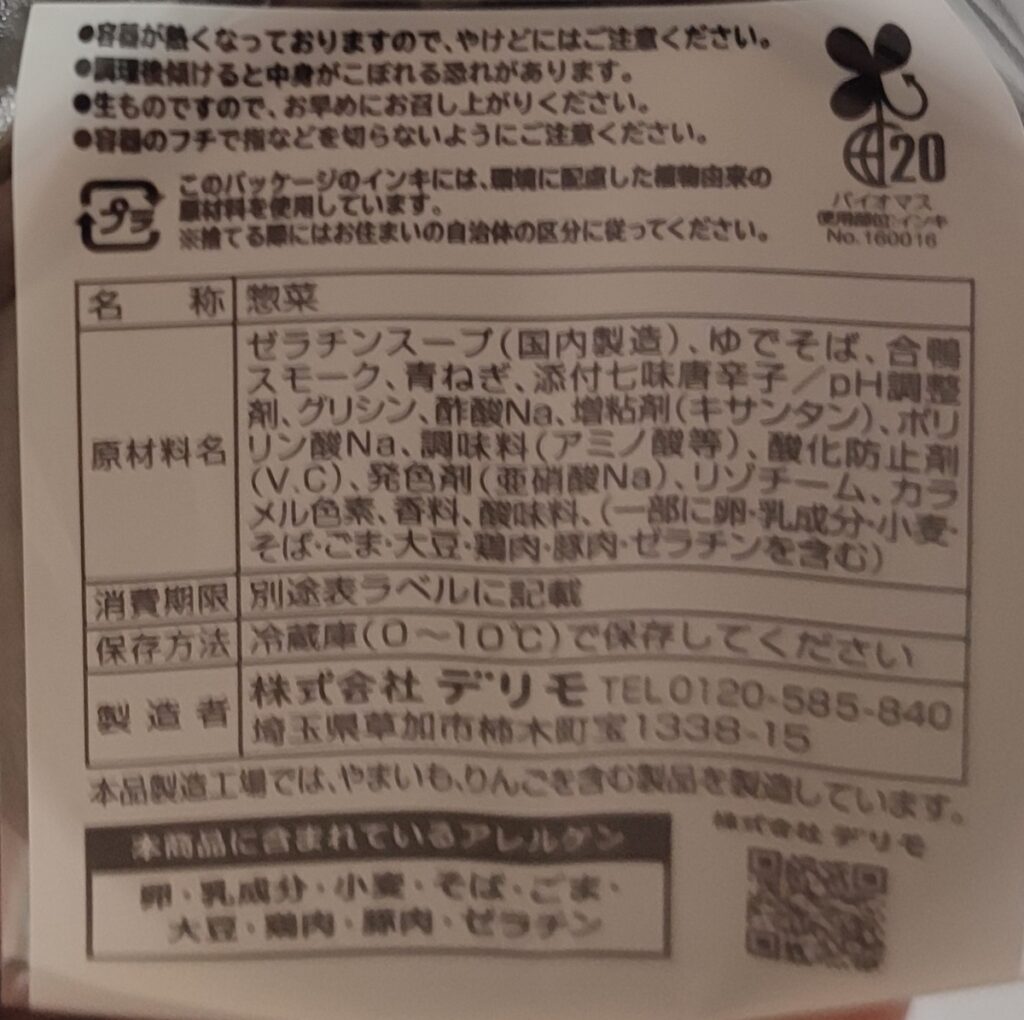 ●容器が熱くなっておりますので、やけどにはご注意ください。
●調理後傾けると中身がこぼれる恐れがあります。
●生ものですので、お早めにお召し上がりください。
●容器のフチで指などを切らないようにご注意ください。
プラ
このパッケージのインキには、環境に配慮した植物由来の
原材料を使用しています。
※捨てる際にはお住まいの自治体の区分に従ってください。
20
バイオマス
使用部位:インキ
No.160016
名称 惣菜
原材料名
ゼラチンスープ(国内製造)、ゆでそば、合鴨
スモーク、青ねぎ、添付七味唐辛子/pH調整
剤、グリシン、酢酸Na、増粘剤(キサンタン)、ポリ
リン酸Na、調味料(アミノ酸等)、酸化防止剤
(V.C)、発色剤(亜硝酸Na)、リゾチーム、カラ
メル色素、香料、酸味料、(一部に卵・乳成分・小麦・
そば・ごま・大豆・鶏肉・豚肉・ゼラチンを含む)
消費期限 別途表ラベルに記載
保存方法 冷蔵庫(0~10℃)で保存してください
製造者
株式会社 デリモ TEL0120-585-840
埼玉県草加市柿木町宝1338-15
本品製造工場では、やまいも、りんごを含む製品を製造しています。
本商品に含まれているアレルゲン
卵・乳成分・小麦・そば・ごま・
大豆・鶏肉・豚肉・ゼラチン
株式会社 デリモ